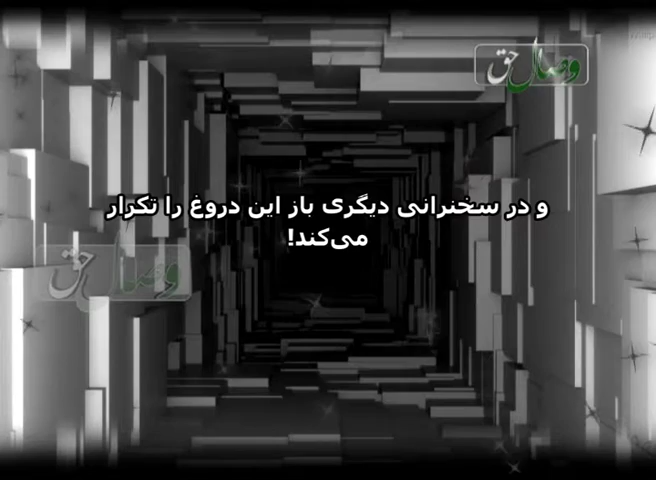 وصال حق
و در سخنرانی دیگری باز این دروغ را تکرار
می‌کند!
وصال حق